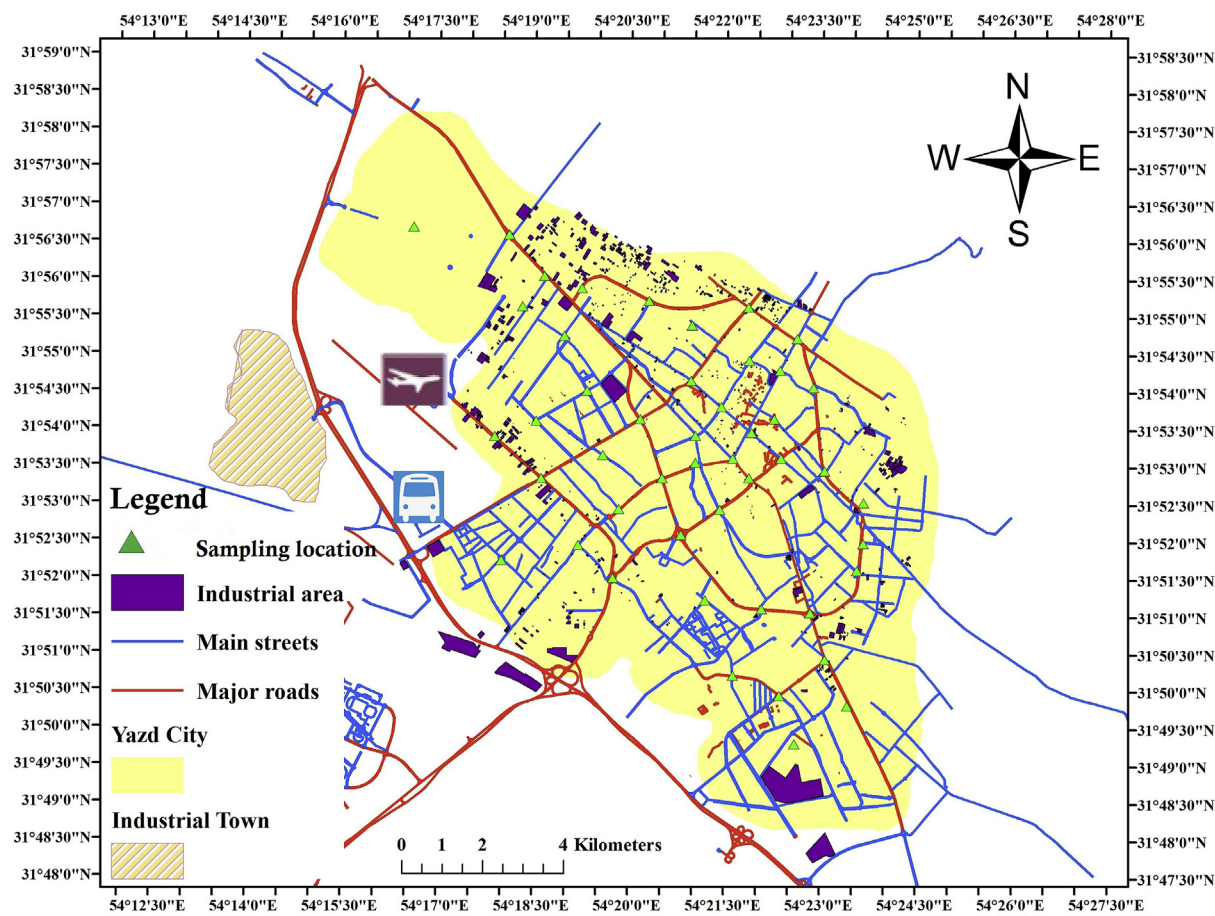 54°13'0"E 54°14'30"E 54°16'0"E 54°17'30"E 54°19'0"E 54°20'30"E 54°22'0"E 54°23'30"E 54°25'0"E 54°26'30"E 54°28'0"E
31°59'0"N
31°58'30"N
31°58'0"N
31°57'30"N
31°57'0"N
31°56'30"N
31°56'0"N
31°55'30"N
31°55'0"N
31°54'30"N
31°54'0"N
31°53'30"N
31°53'0"N
31°52'30"N
31°52'0"N
31°51'30"N
31°51'0"N
31°50'30"N
31°50'0"N
31°49'30"N
31°49'0"N
31°48'30"N
31°48'0"N
N
W E
S
Legend
Sampling location
Industrial area
Main streets
Major roads
Yazd City
Industrial Town
0 1 2 4 Kilometers
31°58'30"N
31°58'0"N
31°57'30"N
31°57'0"N
31°56'30"N
31°56'0"N
31°55'30"N
31°55'0"N
31°54'30"N
31°54'0"N
31°53'30"N
31°53'0"N
31°52'30"N
31°52'0"N
31°51'30"N
31°51'0"N
31°50'30"N
31°50'0"N
31°49'30"N
31°49'0"N
31°48'30"N
31°48'0"N
31°47'30"N
54°12'30"E 54°14'0"E 54°15'30"E 54°17'0"E 54°18'30"E 54°20'0"E 54°21'30"E 54°23'0"E 54°24'30"E 54°26'0"E 54°27'30"E